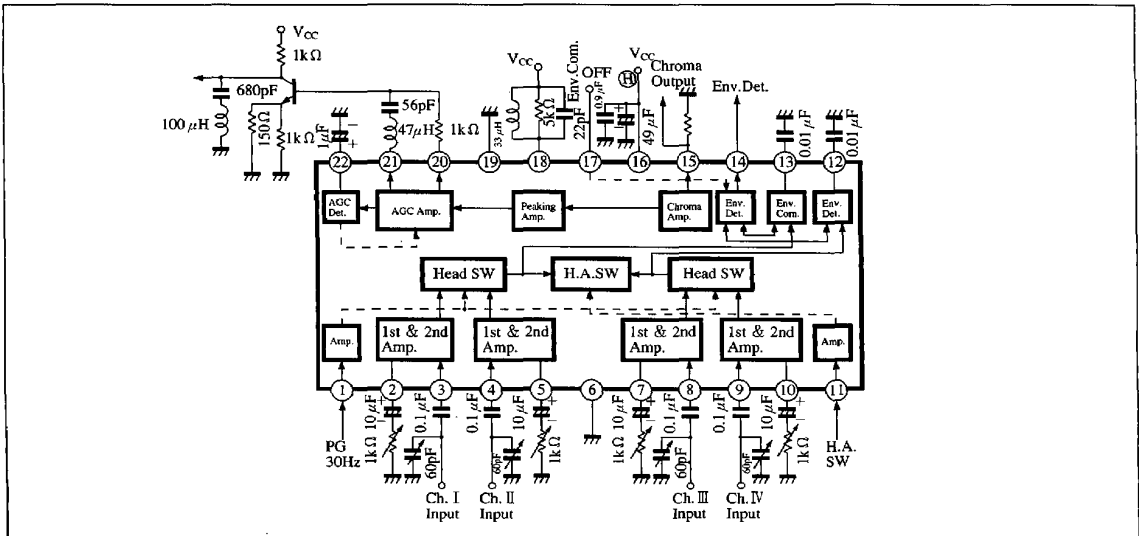 VCC
1kΩ
680pF
100μH
150Ω
1kΩ
1μF
56pF
47μH
1kΩ
33μH
VCC
5kΩ
22pF
Env.Com.
OFF
0.9μF
VCC
H
49μF
Chroma
Output
Env.Det.
0.01μF
0.01μF
22
21
20
19
18
17
16
15
14
13
12
AGC
Det.
AGC Amp.
Peaking
Amp.
Chroma
Amp.
Env.
Det.
Env.
Com.
Env.
Det.
Head SW
H.A.SW
Head SW
Amp.
1st & 2nd
Amp.
1st & 2nd
Amp.
1st & 2nd
Amp.
1st & 2nd
Amp.
Amp.
1
2
3
4
5
6
7
8
9
10
11
PG
30Hz
10μF
1kΩ
0.1μF
60pF
0.1μF
60pF
10μF
1kΩ
10μF
1kΩ
0.1μF
60pF
0.1μF
60pF
10μF
1kΩ
H.A.
SW
Ch. Ⅰ
Input
Ch. Ⅱ
Input
Ch. Ⅲ
Input
Ch. Ⅳ
Input